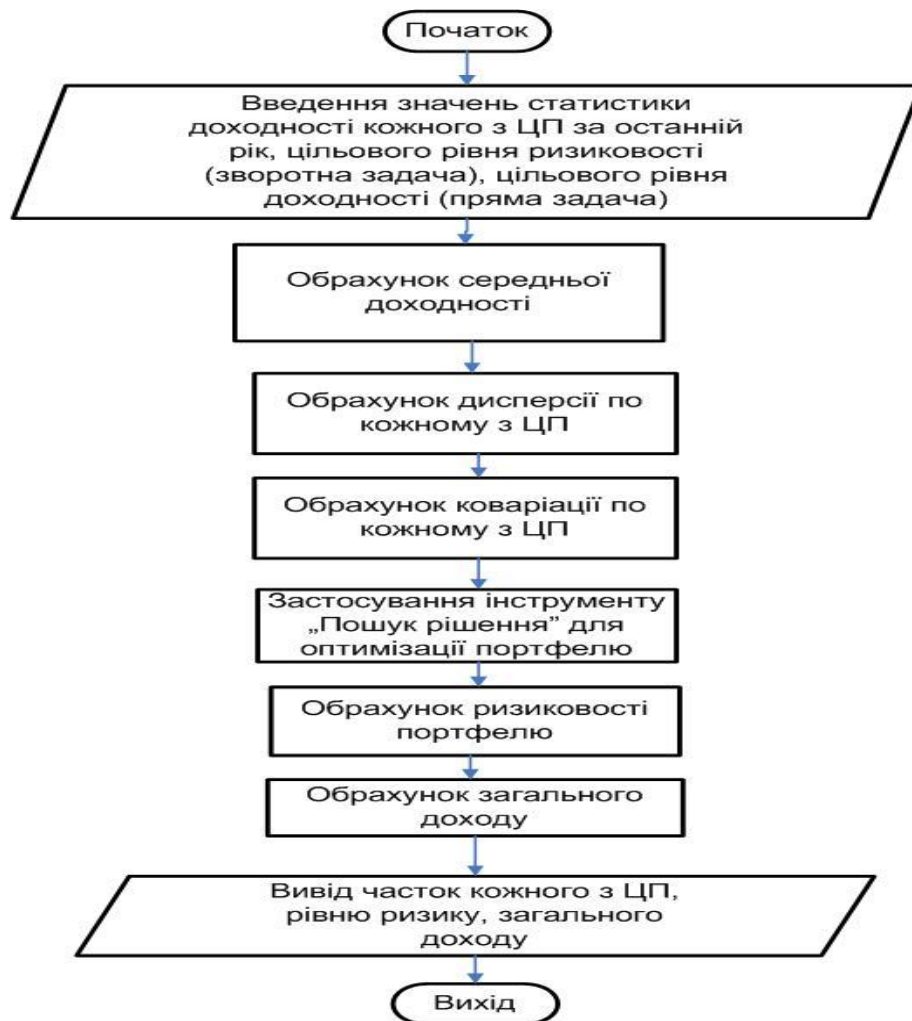 Початок
Введення значень статистики
доходності кожного з ЦП за останній
рік, цільового рівня ризиковості
(зворотна задача), цільового рівня
доходності (пряма задача)
Обрахунок середньої
доходності
Обрахунок дисперсії по
кожному з ЦП
Обрахунок коваріації по
кожному з ЦП
Застосування інструменту
„Пошук рішення” для
оптимізації портфелю
Обрахунок ризиковості
портфелю
Обрахунок загального
доходу
Вивід часток кожного з ЦП,
рівню ризику, загального
доходу
Вихід